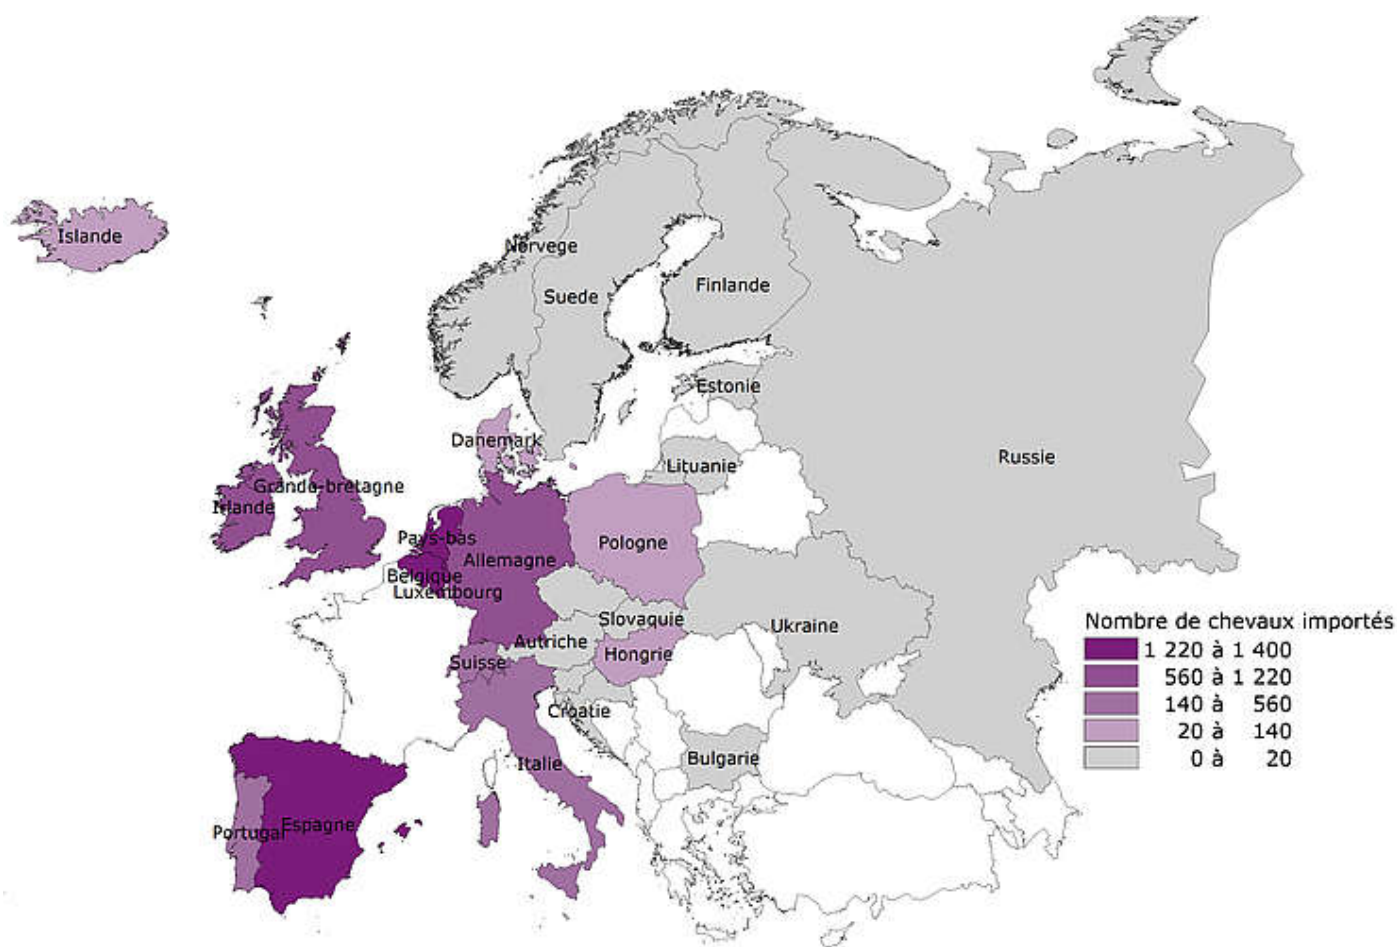 Islande
Norvege
Suede
Finlande
Estonie
Danemark
Lituanie
Russie
Grande-bretagne
Irlande
Pays-bas
Allemagne
Pologne
Belgique
Luxembourg
Slovaquie
Ukraine
Autriche
Hongrie
Suisse
Croatie
Bulgarie
Italie
Portugal
Espagne
Nombre de chevaux importés
1 220 à 1 400
560 à 1 220
140 à 560
20 à 140
0 à 20